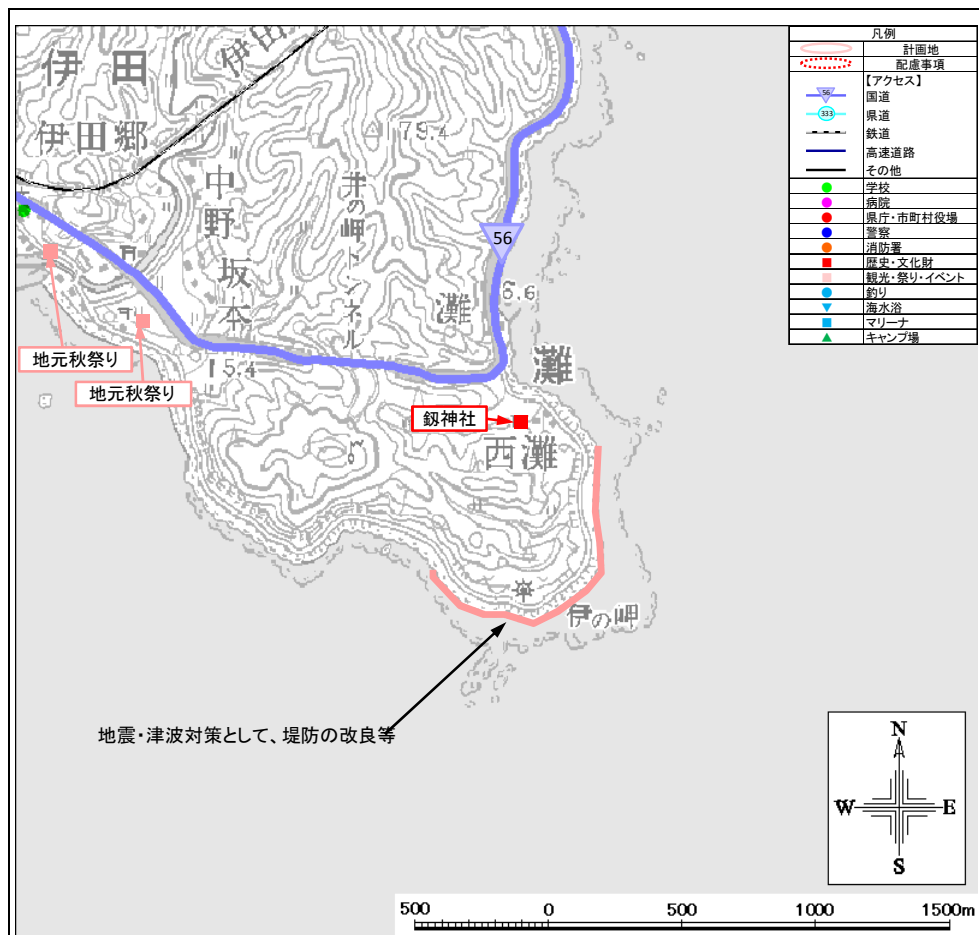 伊田
伊田
伊田郷
179.4
中野
坂本
井の岬トンネル
56
6.6
灘
灘
15.4
西灘
伊の岬
地元秋祭り
地元秋祭り
釼神社
地震・津波対策として、堤防の改良等
凡例
計画地
配慮事項
【アクセス】
56
国道
333
県道
鉄道
高速道路
その他
学校
病院
県庁・市町村役場
警察
消防署
歴史・文化財
観光・祭り・イベント
釣り
海水浴
マリーナ
キャンプ場
N
W
E
S
500 0 500 1000 1500m